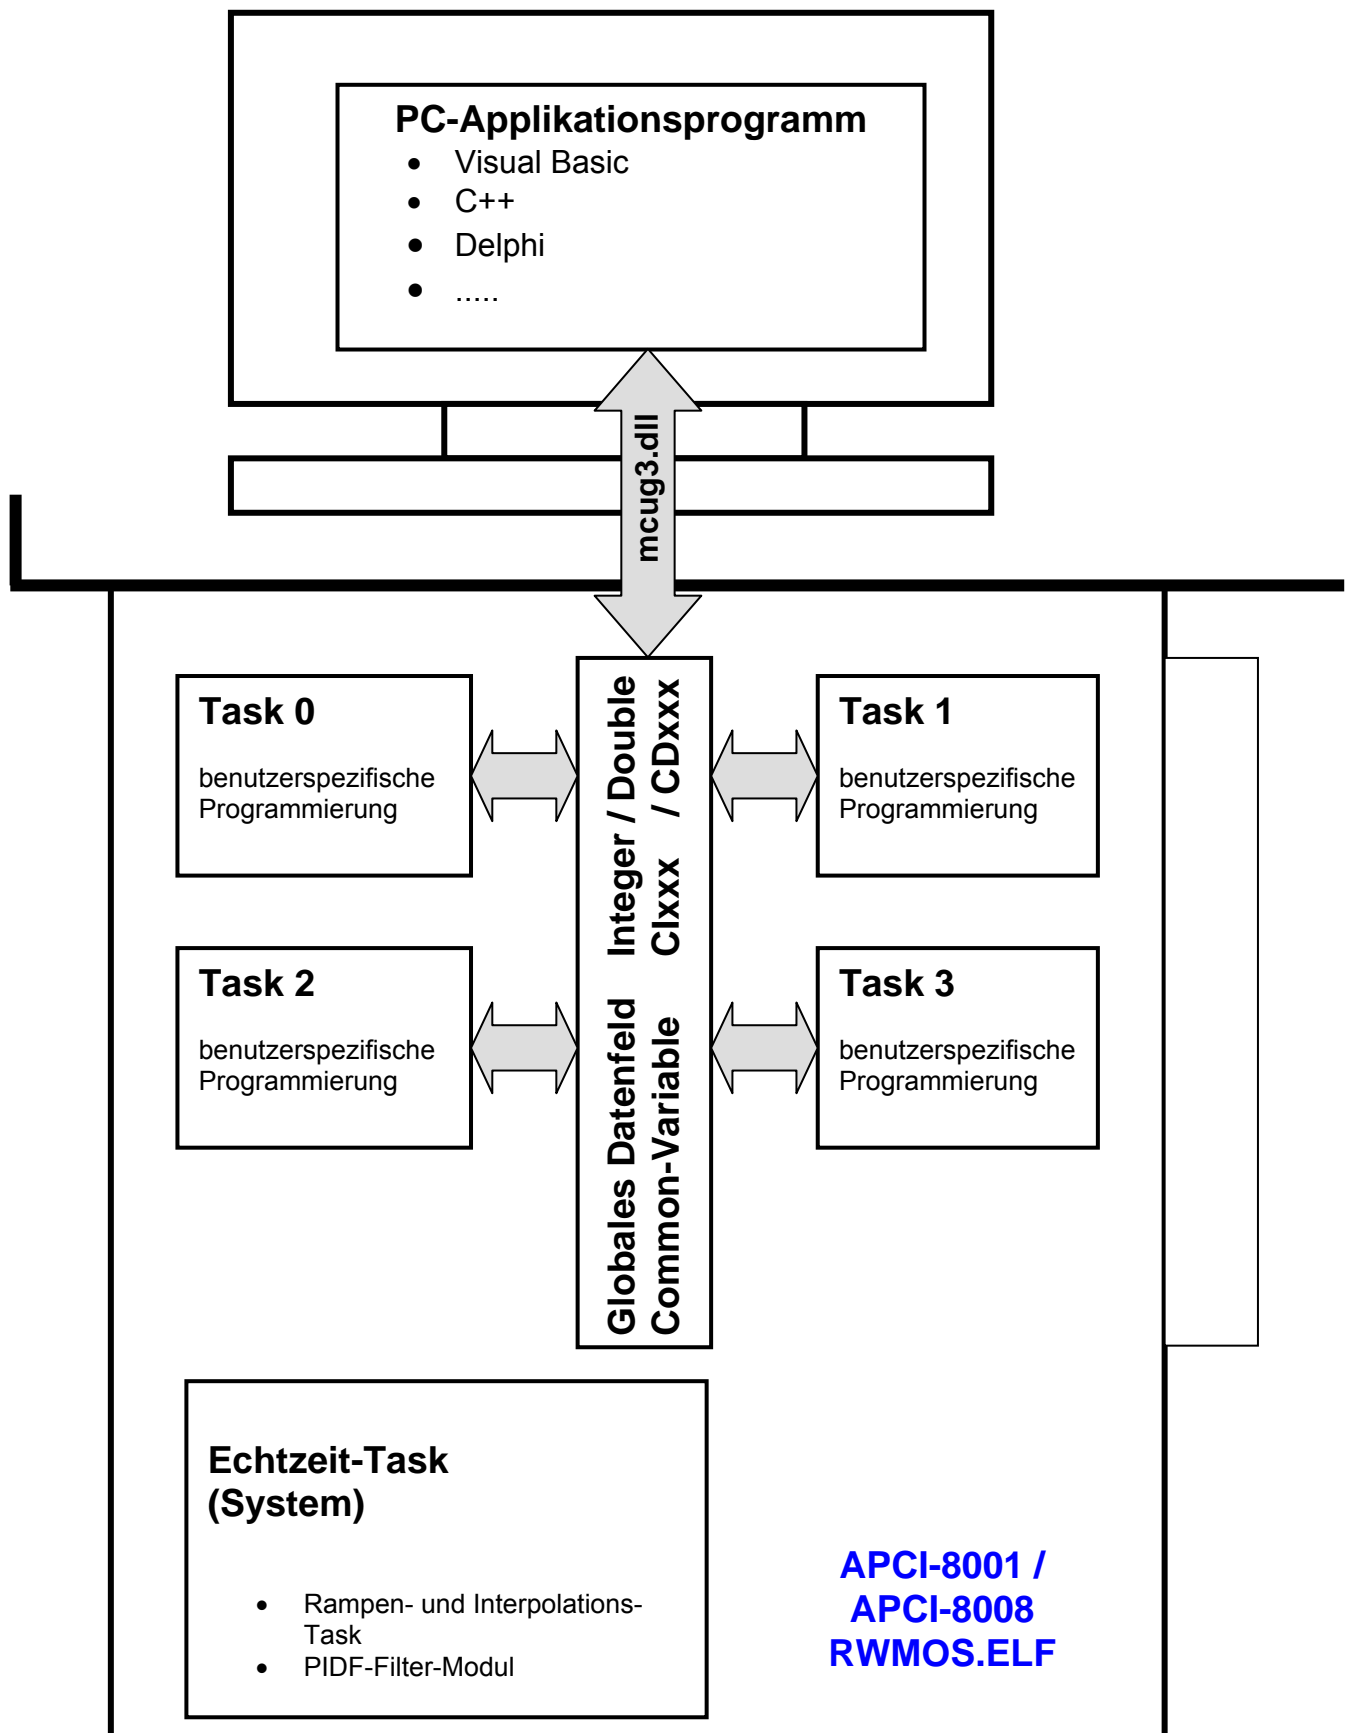 PC-Applikationsprogramm
• Visual Basic
• C++
• Delphi
• .....
mcug3.dll
Task 0
benutzerspezifische
Programmierung
Globales Datenfeld Integer / Double
Common-Variable CIxxx / CDxxx
Task 1
benutzerspezifische
Programmierung
Task 2
benutzerspezifische
Programmierung
Task 3
benutzerspezifische
Programmierung
Echtzeit-Task
(System)
• Rampen- und Interpolations-
Task
• PIDF-Filter-Modul
APCI-8001 /
APCI-8008
RWMOS.ELF